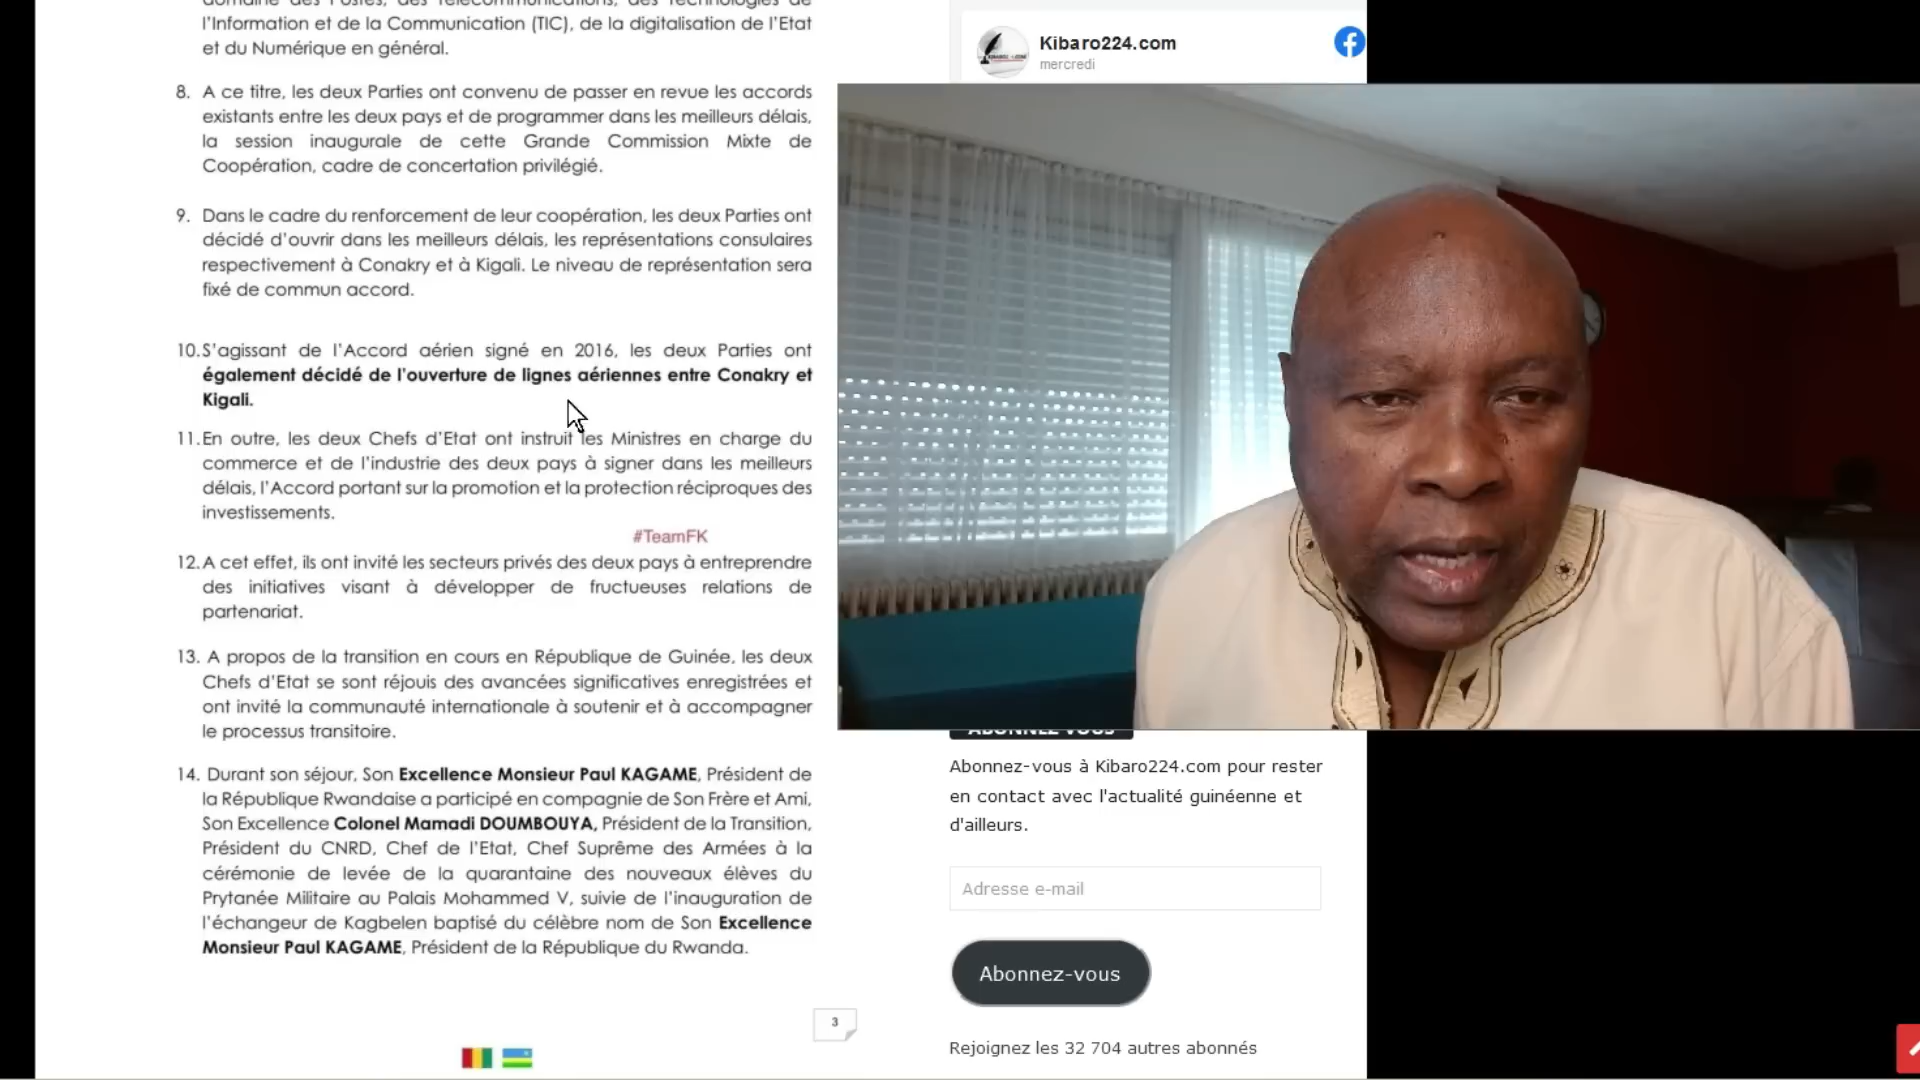 domaine des Postes, des Télécommunications, des Technologies de
l'Information et de la Communication (TIC), de la digitalisation de l'Etat
et du Numérique en général.
8. A ce titre, les deux Parties ont convenu de passer en revue les accords
existants entre les deux pays et de programmer dans les meilleurs délais,
la session inaugurale de cette Grande Commission Mixte de
Coopération, cadre de concertation privilégié.
9. Dans le cadre du renforcement de leur coopération, les deux Parties ont
décidé d'ouvrir dans les meilleurs délais, les représentations consulaires
respectivement à Conakry et à Kigali. Le niveau de représentation sera
fixé de commun accord.
10. S'agissant de l'Accord aérien signé en 2016, les deux Parties ont
également décidé de l'ouverture de lignes aériennes entre Conakry et
Kigali.
11. En outre, les deux Chefs d'Etat ont instruit les Ministres en charge du
commerce et de l'industrie des deux pays à signer dans les meilleurs
délais, l'Accord portant sur la promotion et la protection réciproques des
investissements.
#TeamFK
12. A cet effet, ils ont invité les secteurs privés des deux pays à entreprendre
des initiatives visant à développer de fructueuses relations de
partenariat.
13. A propos de la transition en cours en République de Guinée, les deux
Chefs d'Etat se sont réjouis des avancées significatives enregistrées et
ont invité la communauté internationale à soutenir et à accompagner
le processus transitoire.
14. Durant son séjour, Son Excellence Monsieur Paul KAGAME, Président de
la République Rwandaise a participé en compagnie de Son Frère et Ami,
Son Excellence Colonel Mamadi DOUMBOUYA, Président de la Transition,
Président du CNRD, Chef de l'Etat, Chef Suprême des Armées à la
cérémonie de levée de la quarantaine des nouveaux élèves du
Prytanée Militaire au Palais Mohammed V, suivie de l'inauguration de
l'échangeur de Kagbelen baptisé du célèbre nom de Son Excellence
Monsieur Paul KAGAME, Président de la République du Rwanda.
3
Kibaro224.com
mercredi
ABONNEZ-VOUS
Abonnez-vous à Kibaro224.com pour rester
en contact avec l'actualité guinéenne et
d'ailleurs.
Adresse e-mail
Abonnez-vous
Rejoignez les 32 704 autres abonnés